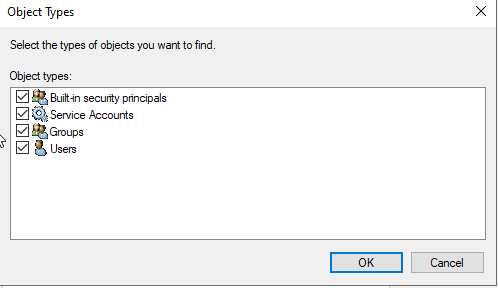 Object Types
Select the types of objects you want to find.
Object types:
Built-in security principals
Service Accounts
Groups
Users
OK
Cancel